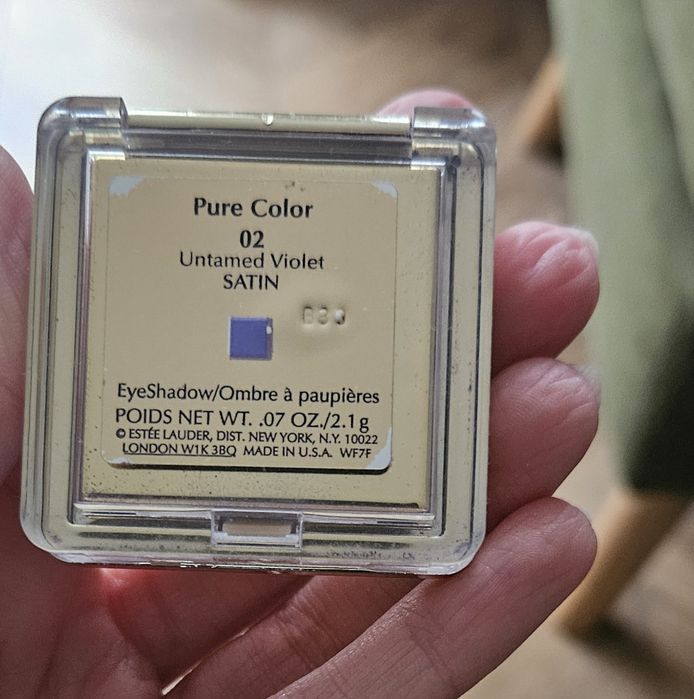 Pure Color
02
Untamed Violet
SATIN
EyeShadow/Ombre à paupières
POIDS NET WT. .07 OZ./2.1g
© ESTÉE LAUDER, DIST. NEW YORK, N.Y. 10022
LONDON W1K 3BQ MADE IN U.S.A. WF7F